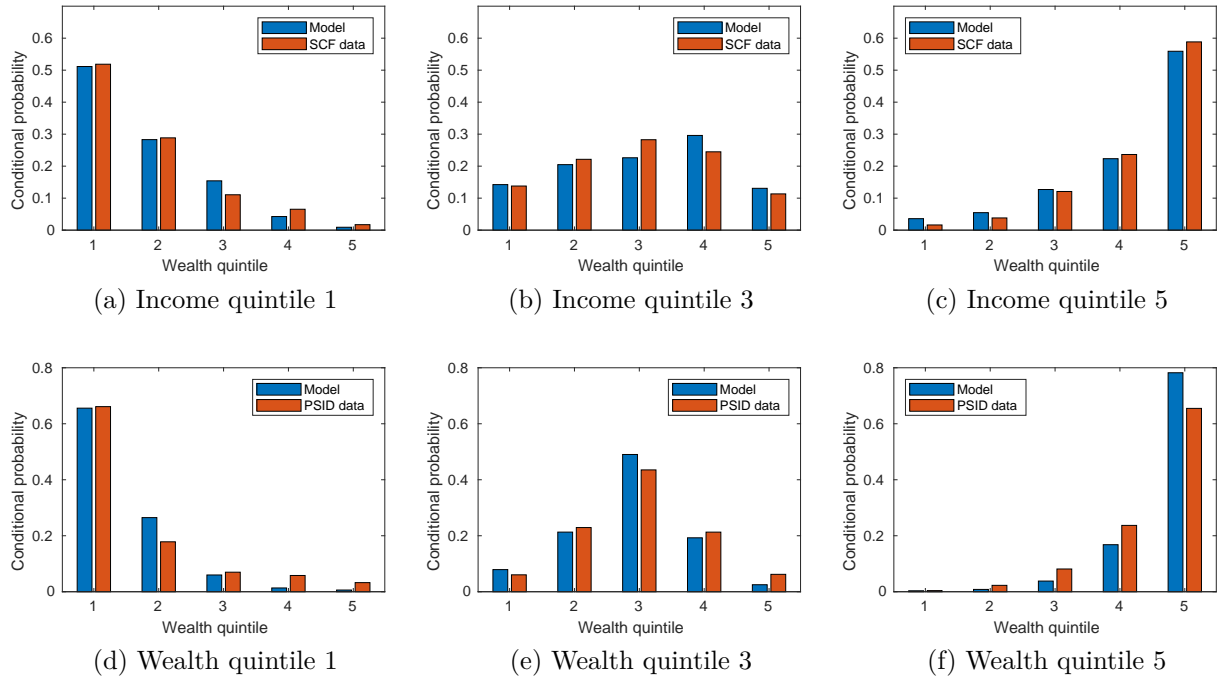 Conditional probability
0.6
0.5
0.4
0.3
0.2
0.1
0
Model
SCF data
1 2 3 4 5
Wealth quintile
(a) Income quintile 1
Conditional probability
0.6
0.5
0.4
0.3
0.2
0.1
0
Model
SCF data
1 2 3 4 5
Wealth quintile
(b) Income quintile 3
Conditional probability
0.6
0.5
0.4
0.3
0.2
0.1
0
Model
SCF data
1 2 3 4 5
Wealth quintile
(c) Income quintile 5
Conditional probability
0.8
0.6
0.4
0.2
0
Model
PSID data
1 2 3 4 5
Wealth quintile
(d) Wealth quintile 1
Conditional probability
0.8
0.6
0.4
0.2
0
Model
PSID data
1 2 3 4 5
Wealth quintile
(e) Wealth quintile 3
Conditional probability
0.8
0.6
0.4
0.2
0
Model
PSID data
1 2 3 4 5
Wealth quintile
(f) Wealth quintile 5